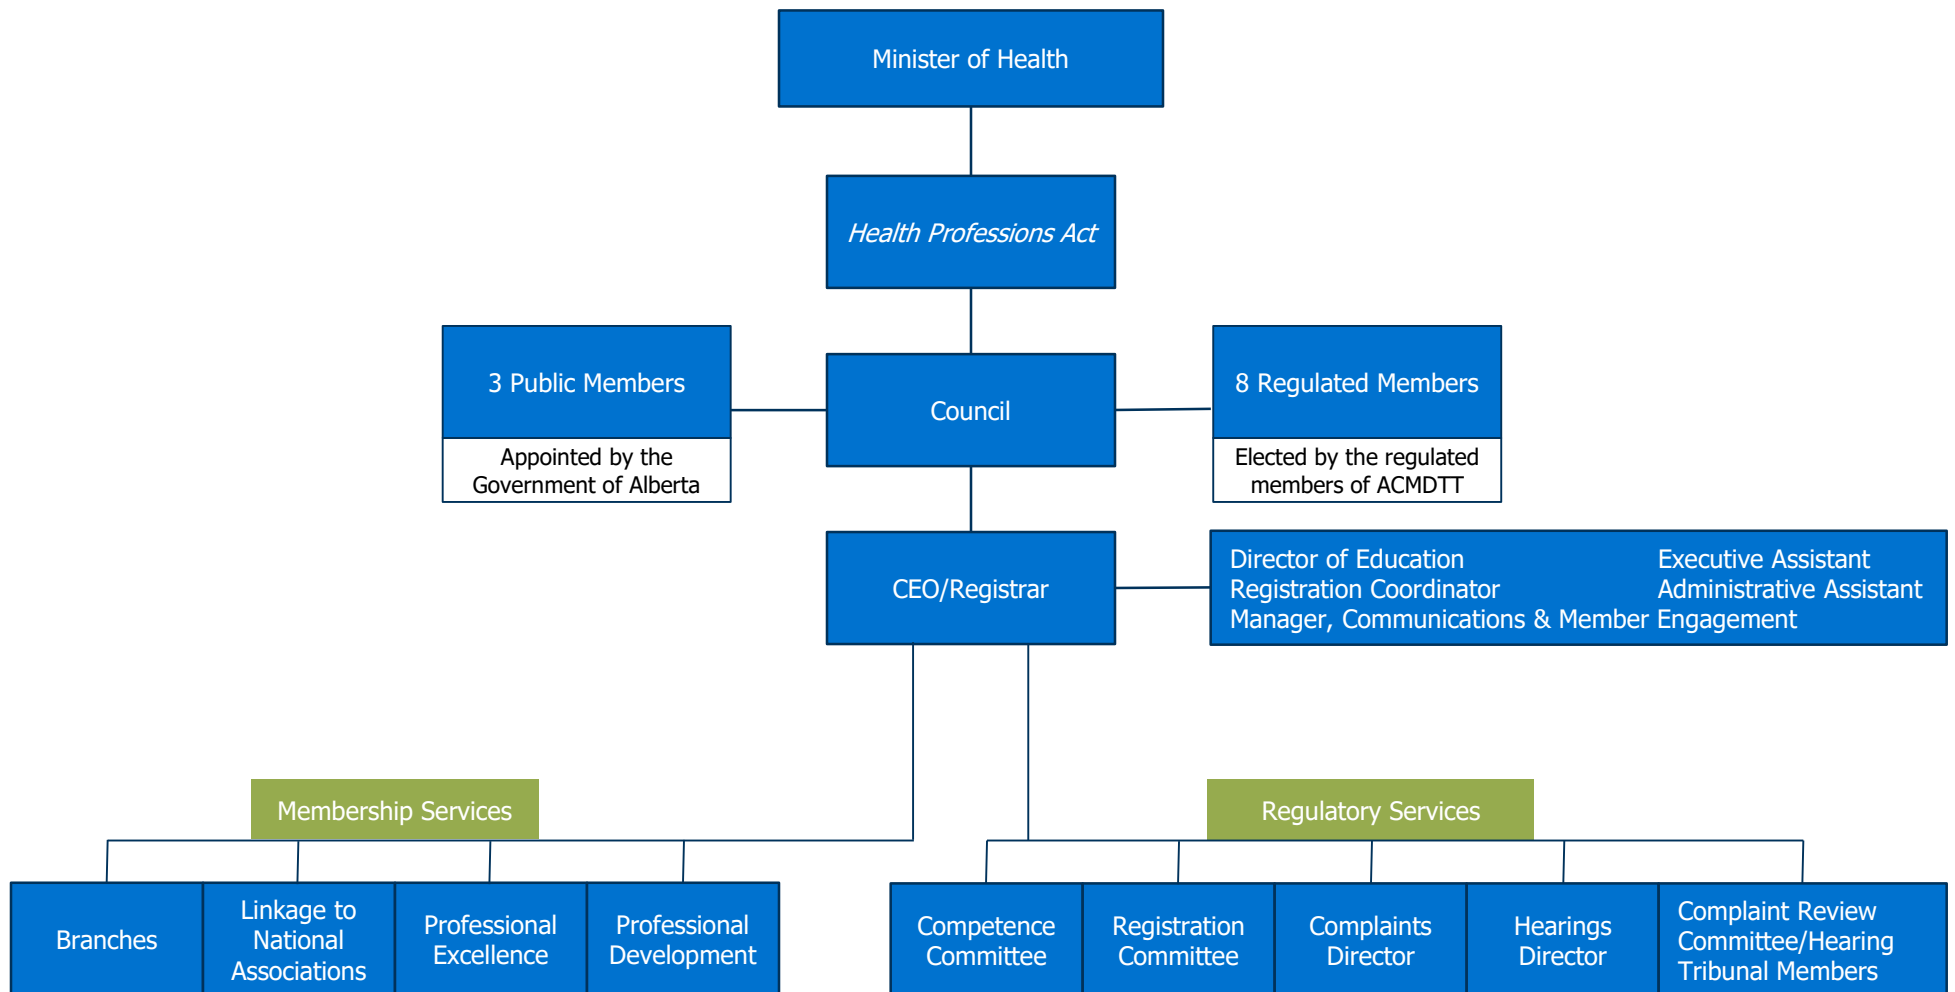 Minister of Health
Health Professions Act
3 Public Members
Appointed by the
Government of Alberta
Council
8 Regulated Members
Elected by the regulated
members of ACMDTT
CEO/Registrar
Director of Education
Registration Coordinator
Manager, Communications & Member Engagement
Executive Assistant
Administrative Assistant
Membership Services
Branches
Linkage to
National
Associations
Professional
Excellence
Professional
Development
Regulatory Services
Competence
Committee
Registration
Committee
Complaints
Director
Hearings
Director
Complaint Review
Committee/Hearing
Tribunal Members